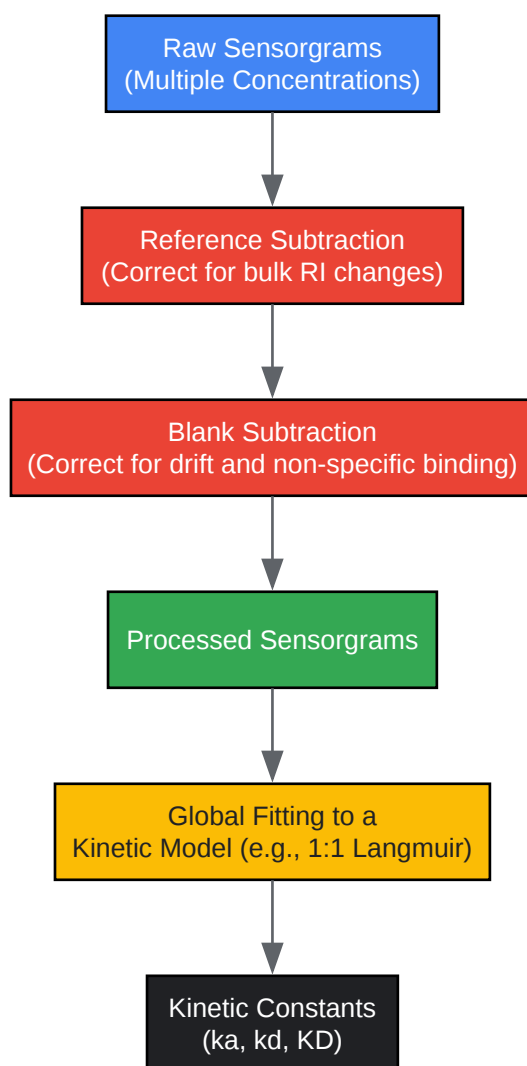 Raw Sensorgrams
(Multiple Concentrations)
Reference Subtraction
(Correct for bulk RI changes)
Blank Subtraction
(Correct for drift and non-specific binding)
Processed Sensorgrams
Global Fitting to a
Kinetic Model (e.g., 1:1 Langmuir)
Kinetic Constants
(ka, kd, KD)